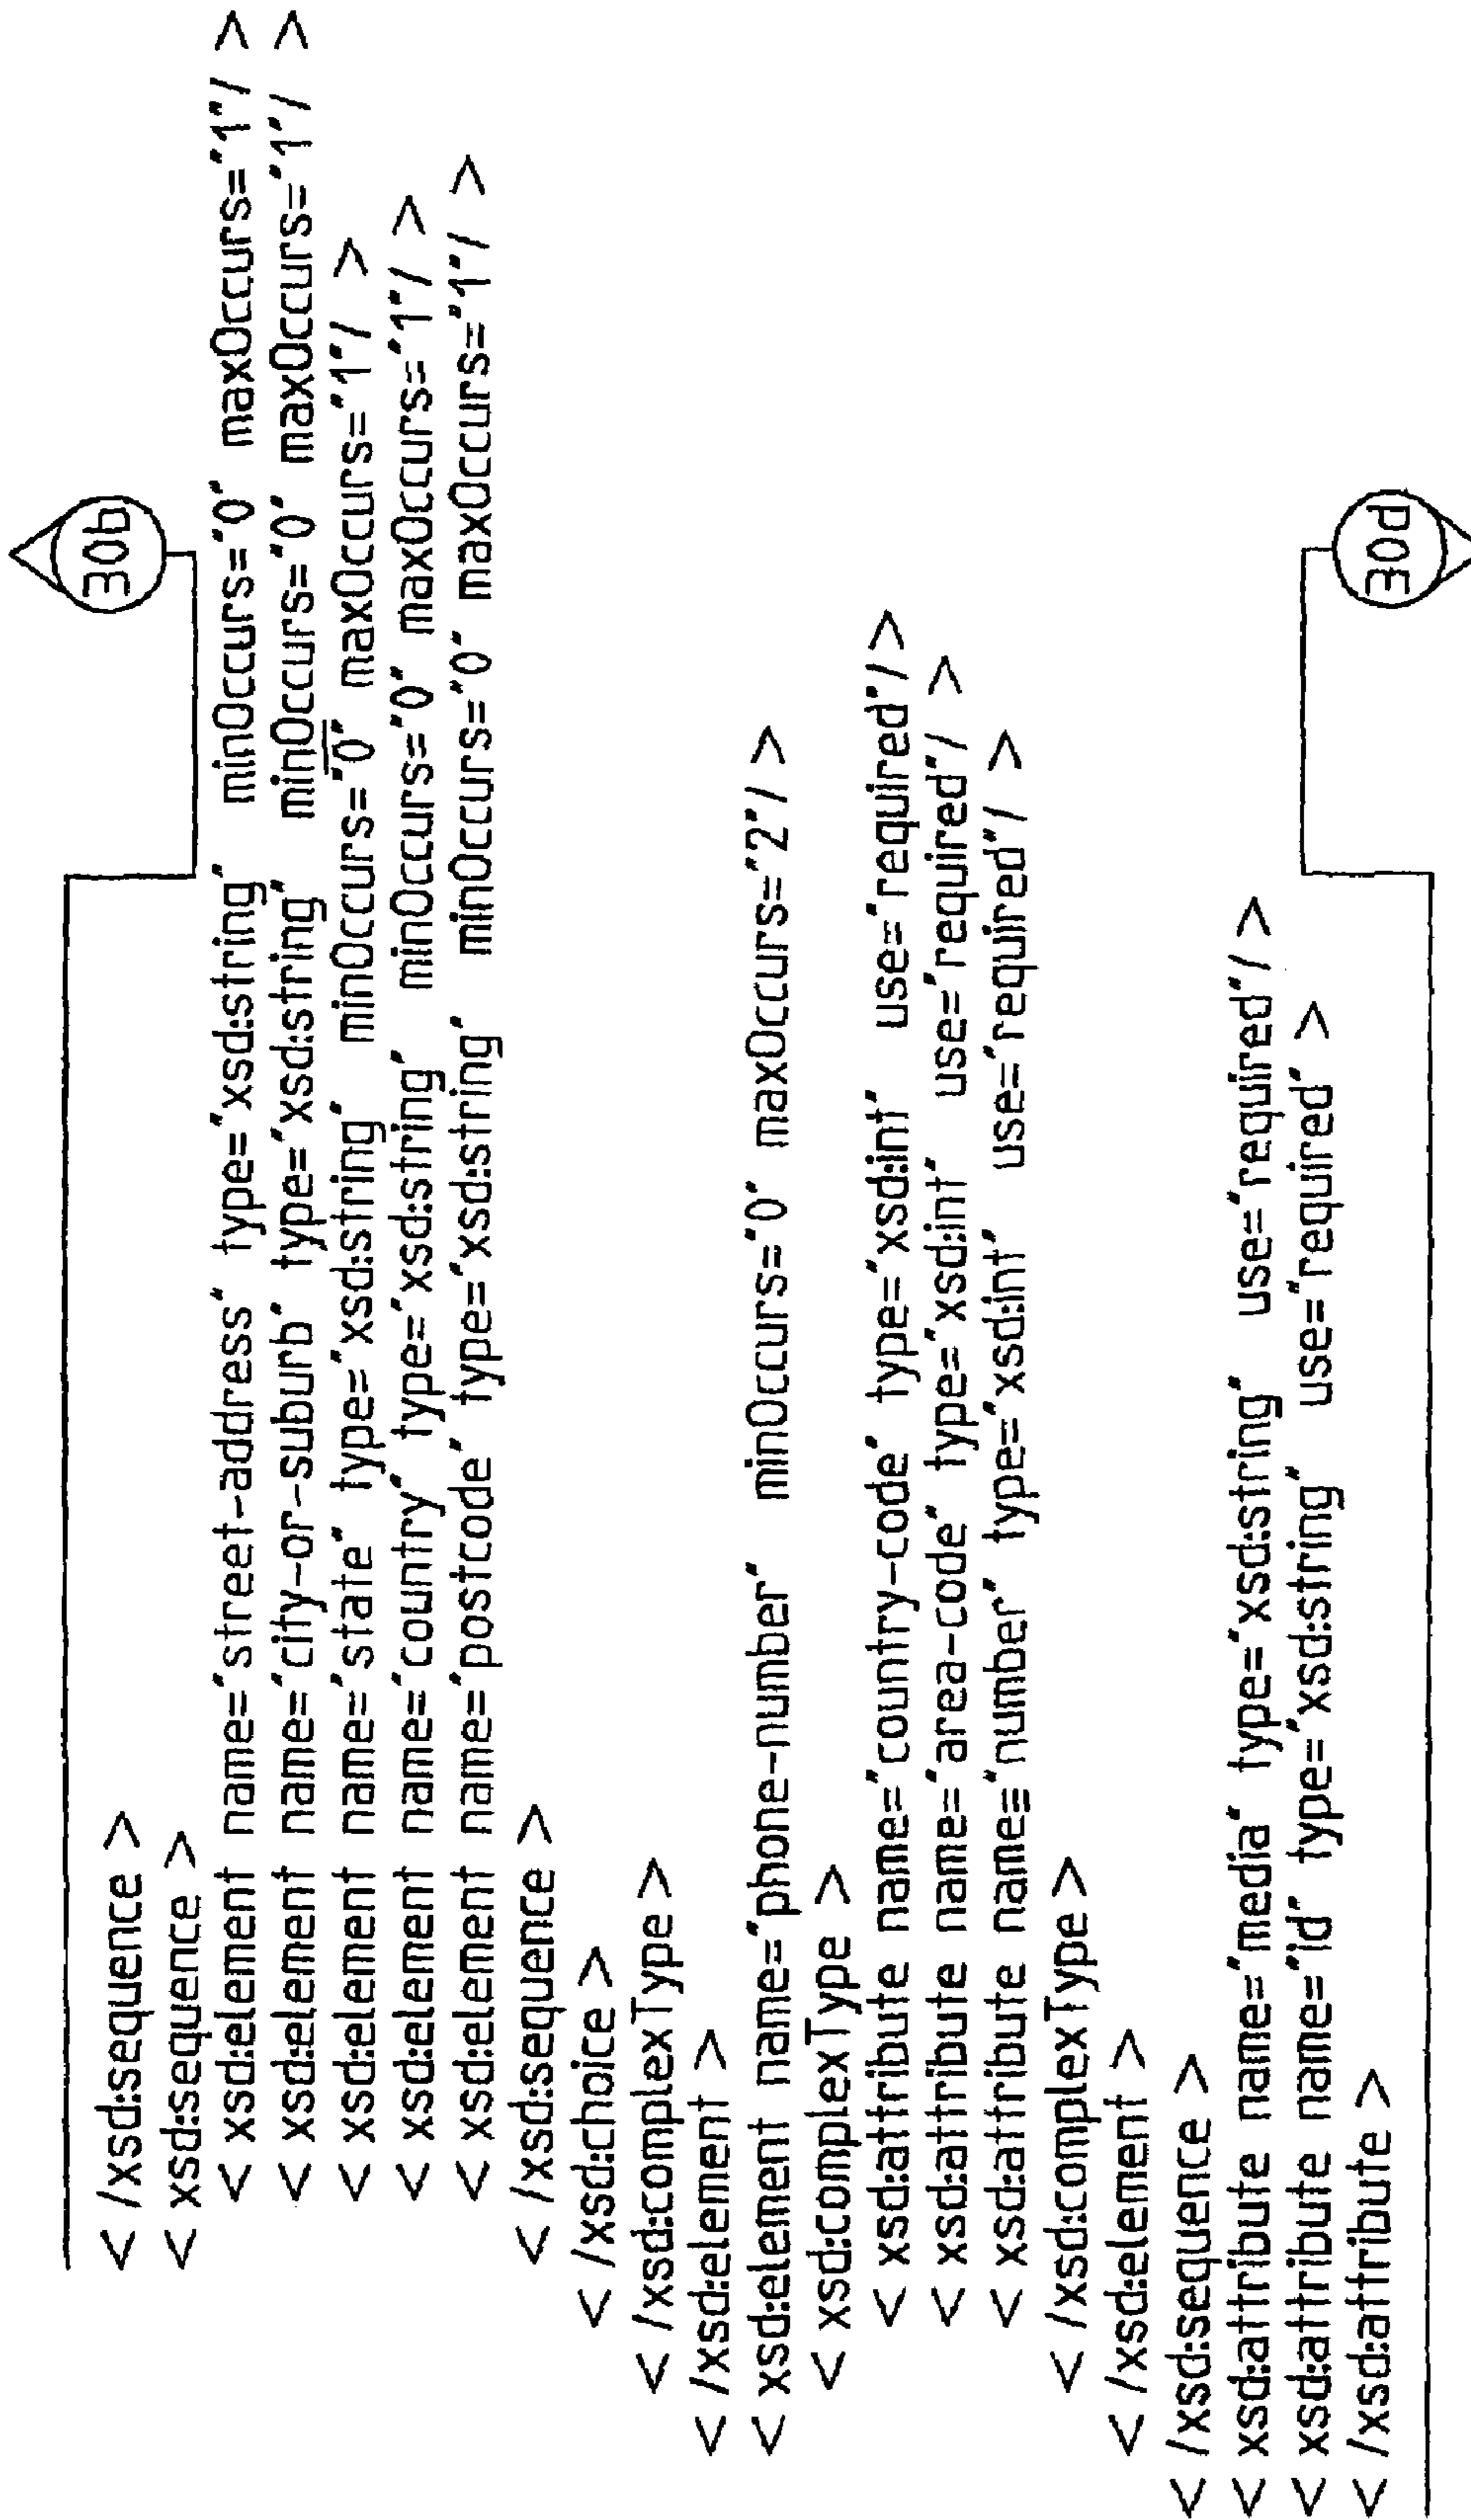 30b
< /xsd:sequence >
< xsd:sequence >
< xsd:element name="street-address" type="xsd:string" minOccurs="0" maxOccurs="1"/ >
< xsd:element name="city-or-suburb" type="xsd:string" minOccurs="0" maxOccurs="1"/ >
< xsd:element name="state" type="xsd:string" minOccurs="0" maxOccurs="1"/ >
< xsd:element name="country" type="xsd:string" minOccurs="0" maxOccurs="1"/ >
< xsd:element name="postcode" type="xsd:string" minOccurs="0" maxOccurs="1"/ >
< /xsd:sequence >
< /xsd:choice >
< /xsd:complexType >
< /xsd:element >
< xsd:element name="phone-number" minOccurs="0" maxOccurs="2"/ >
< xsd:complexType >
< xsd:attribute name="country-code" type="xsd:int" use="required"/>
< xsd:attribute name="area-code" type="xsd:int" use="required"/ >
< xsd:attribute name="number" type="xsd:int" use="required"/ >
< /xsd:complexType >
< /xsd:element >
< /xsd:sequence >
< xsd:attribute name="media" type="xsd:string" use="required"/ >
< xsd:attribute name="id" type="xsd:string" use="required" >
< /xsd:attribute >
30d